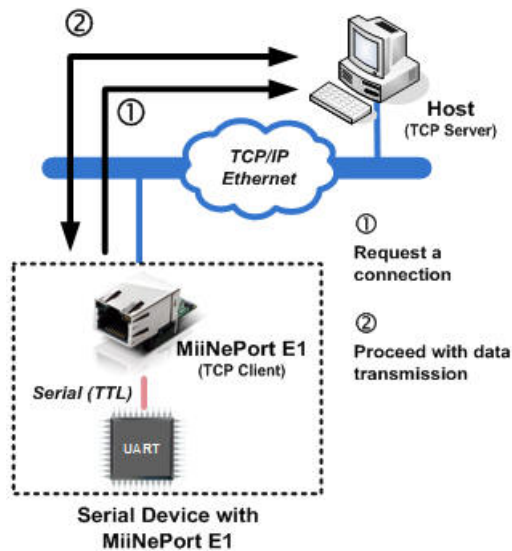 ②
①
Host
(TCP Server)
TCP/IP
Ethernet
①
Request a
connection
②
Proceed with data
transmission
MiiNePort E1
(TCP Client)
Serial (TTL)
UART
Serial Device with
MiiNePort E1